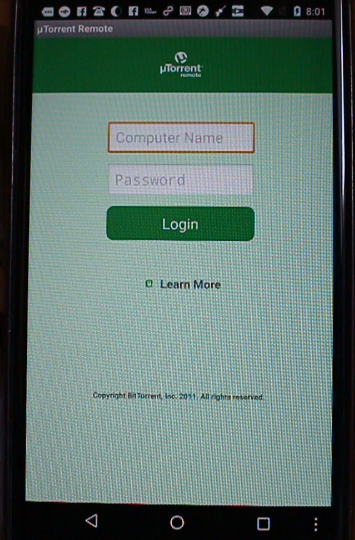 8:01
µTorrent Remote
µTorrent
remote
Computer Name
Password
Login
Learn More
Copyright BitTorrent, Inc. 2011. All rights reserved.